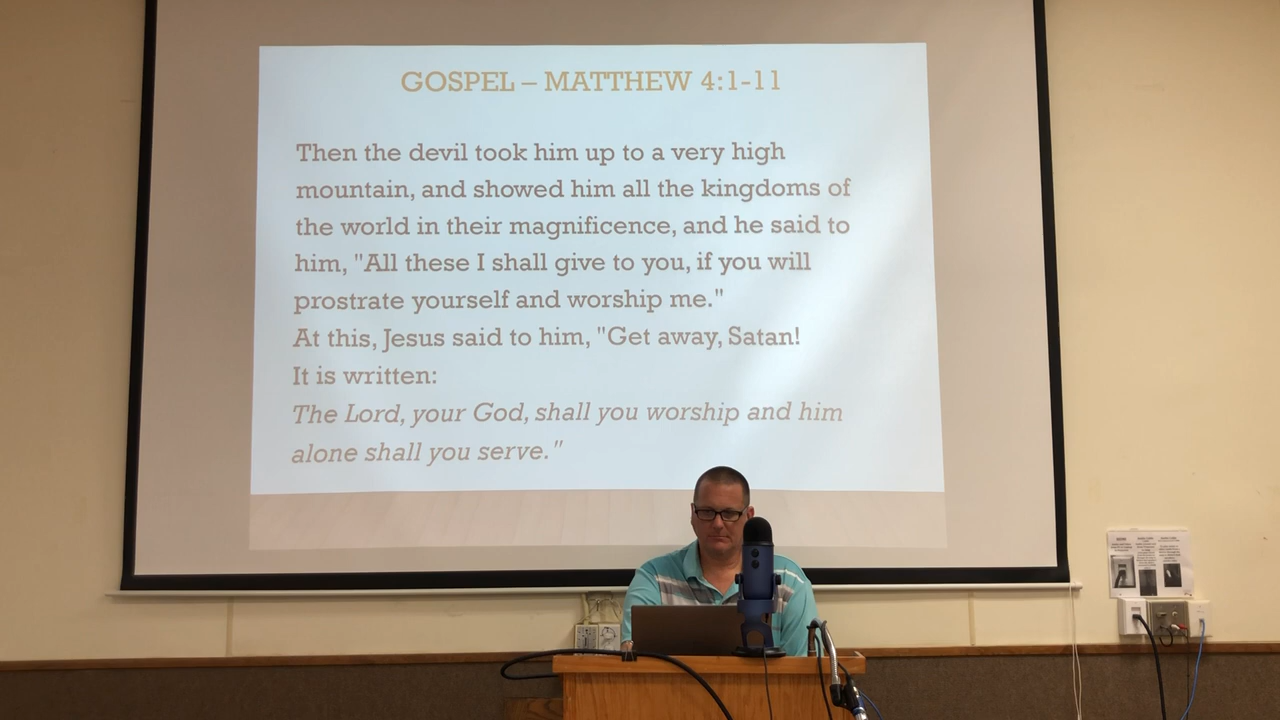 GOSPEL – MATTHEW 4:1-11
Then the devil took him up to a very high
mountain, and showed him all the kingdoms of
the world in their magnificence, and he said to
him, "All these I shall give to you, if you will
prostrate yourself and worship me."
At this, Jesus said to him, "Get away, Satan!
It is written:
The Lord, your God, shall you worship and him
alone shall you serve."